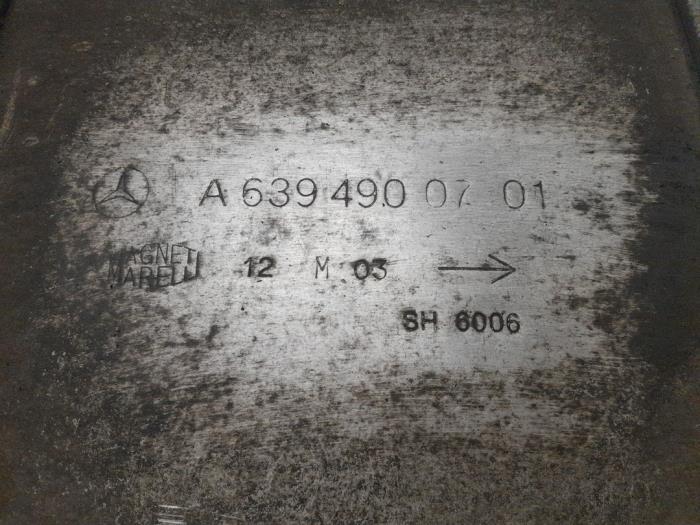 A 639 490 07 01
MAGNETI
MARELLI
12 M 03
SH 6006